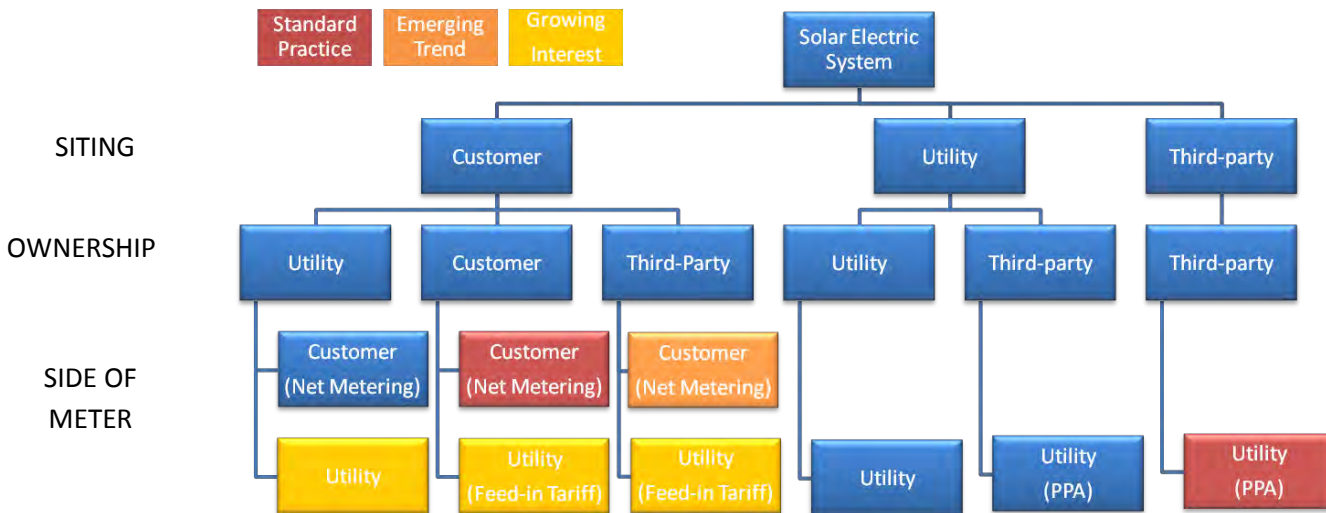 Standard
Practice
Emerging
Trend
Growing
Interest
Solar Electric
System
SITING
Customer
Utility
Third-party
OWNERSHIP
Utility
Customer
Third-Party
Utility
Third-party
Third-party
SIDE OF
METER
Customer
(Net Metering)
Customer
(Net Metering)
Customer
(Net Metering)
Utility
Utility
(Feed-in Tariff)
Utility
(Feed-in Tariff)
Utility
Utility
(PPA)
Utility
(PPA)